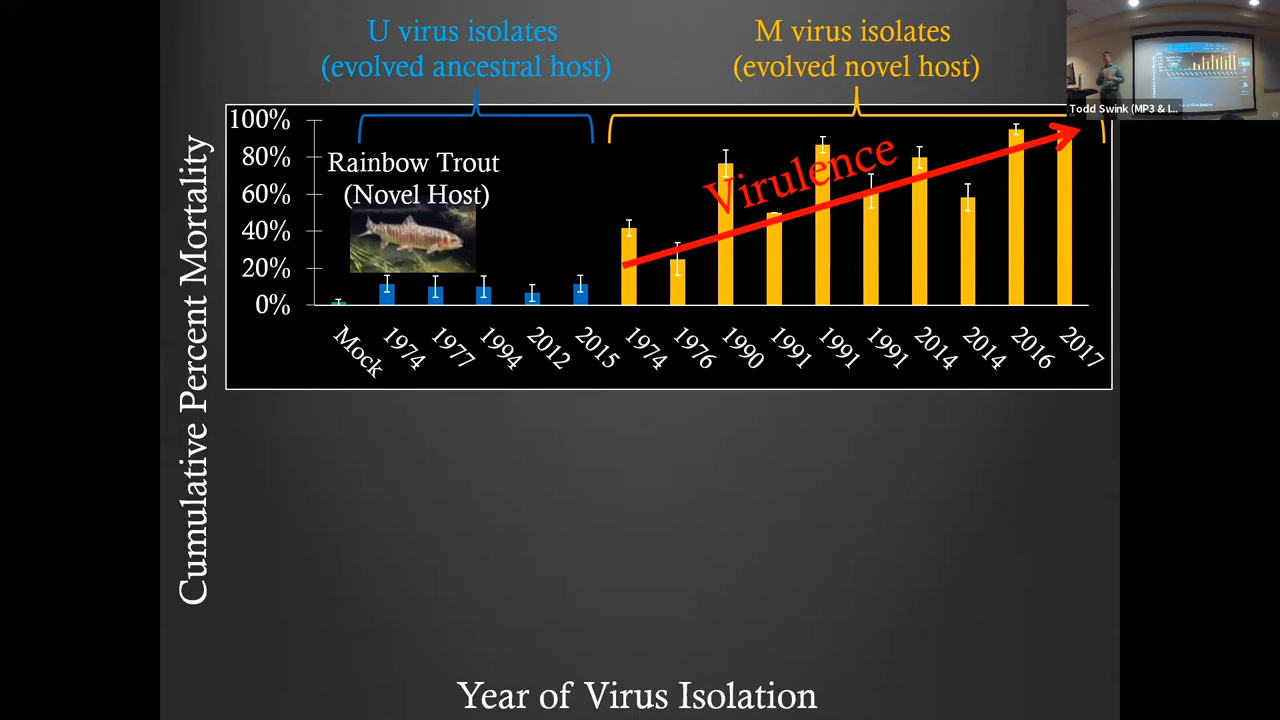 U virus isolates
(evolved ancestral host)
M virus isolates
(evolved novel host)
Todd Swink (MP3 & I...
Cumulative Percent Mortality
100%
80%
60%
40%
20%
0%
Rainbow Trout
(Novel Host)
Virulence
Mock
1974
1977
1994
2012
2015
1974
1976
1990
1991
1991
1991
2014
2014
2016
2017
Year of Virus Isolation